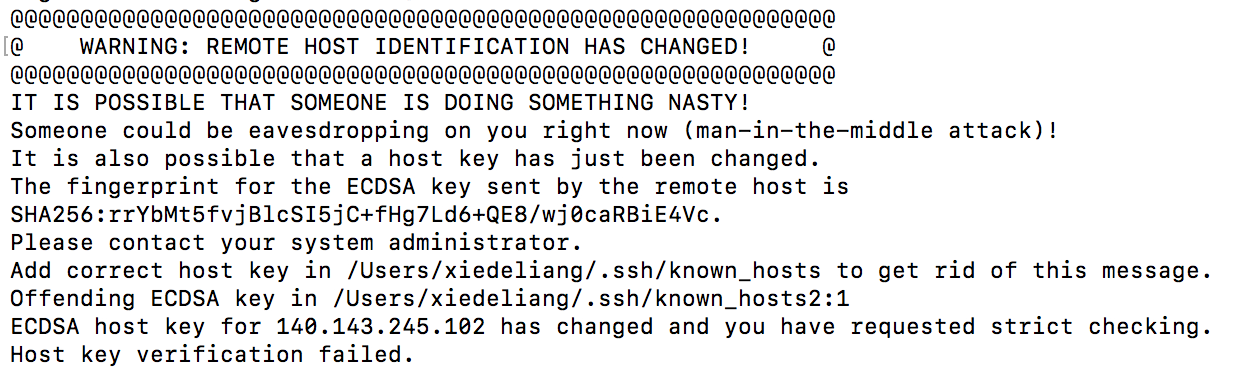 @@@@@@@@@@@@@@@@@@@@@@@@@@@@@@@@@@@@@@@@@@@@@@@@@@@@@@@@@@@
[@    WARNING: REMOTE HOST IDENTIFICATION HAS CHANGED!     @
@@@@@@@@@@@@@@@@@@@@@@@@@@@@@@@@@@@@@@@@@@@@@@@@@@@@@@@@@@@
IT IS POSSIBLE THAT SOMEONE IS DOING SOMETHING NASTY!
Someone could be eavesdropping on you right now (man-in-the-middle attack)!
It is also possible that a host key has just been changed.
The fingerprint for the ECDSA key sent by the remote host is
SHA256:rrYbMt5fvjBlcSI5jC+fHg7Ld6+QE8/wj0caRBiE4Vc.
Please contact your system administrator.
Add correct host key in /Users/xiedeliang/.ssh/known_hosts to get rid of this message.
Offending ECDSA key in /Users/xiedeliang/.ssh/known_hosts2:1
ECDSA host key for 140.143.245.102 has changed and you have requested strict checking.
Host key verification failed.